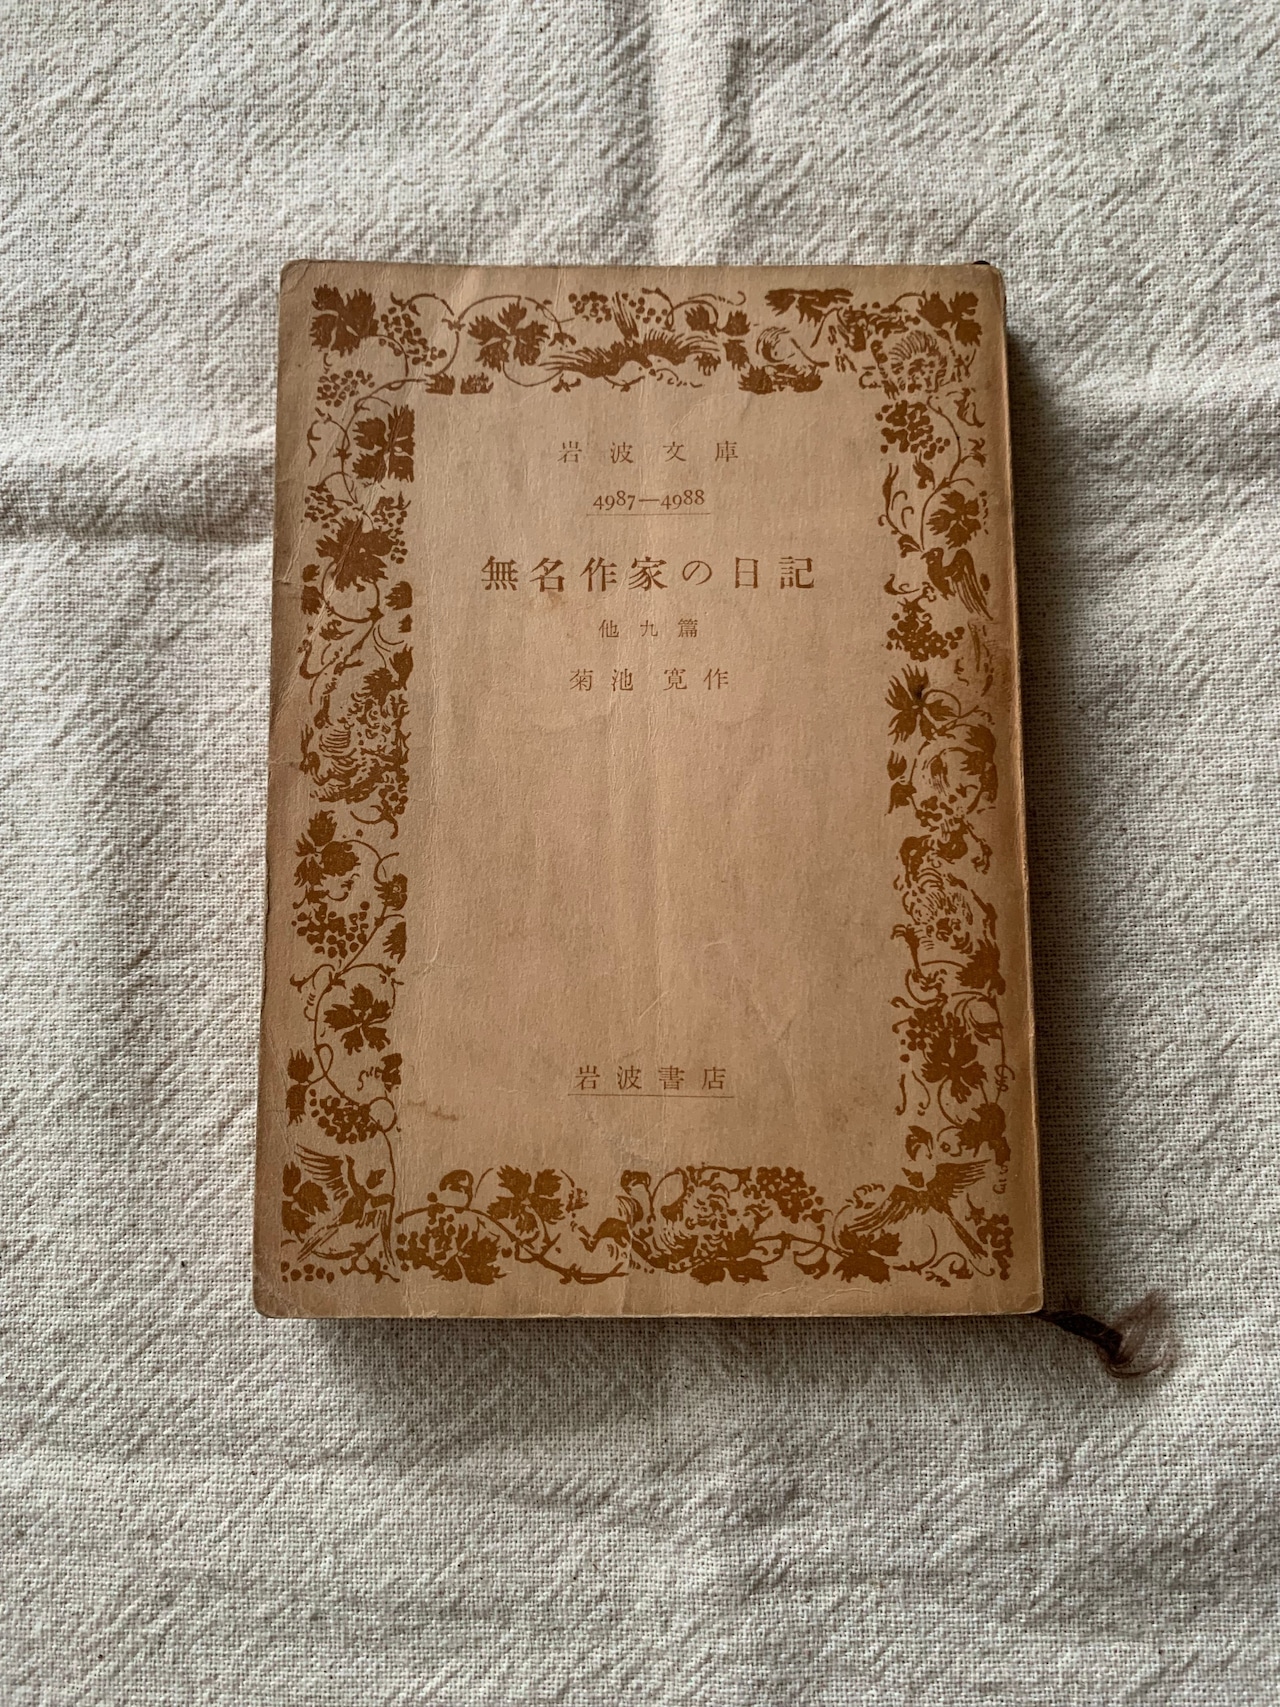 岩波文庫
4987—4988
無名作家の日記
他九篇
菊池 寛作
岩波書店